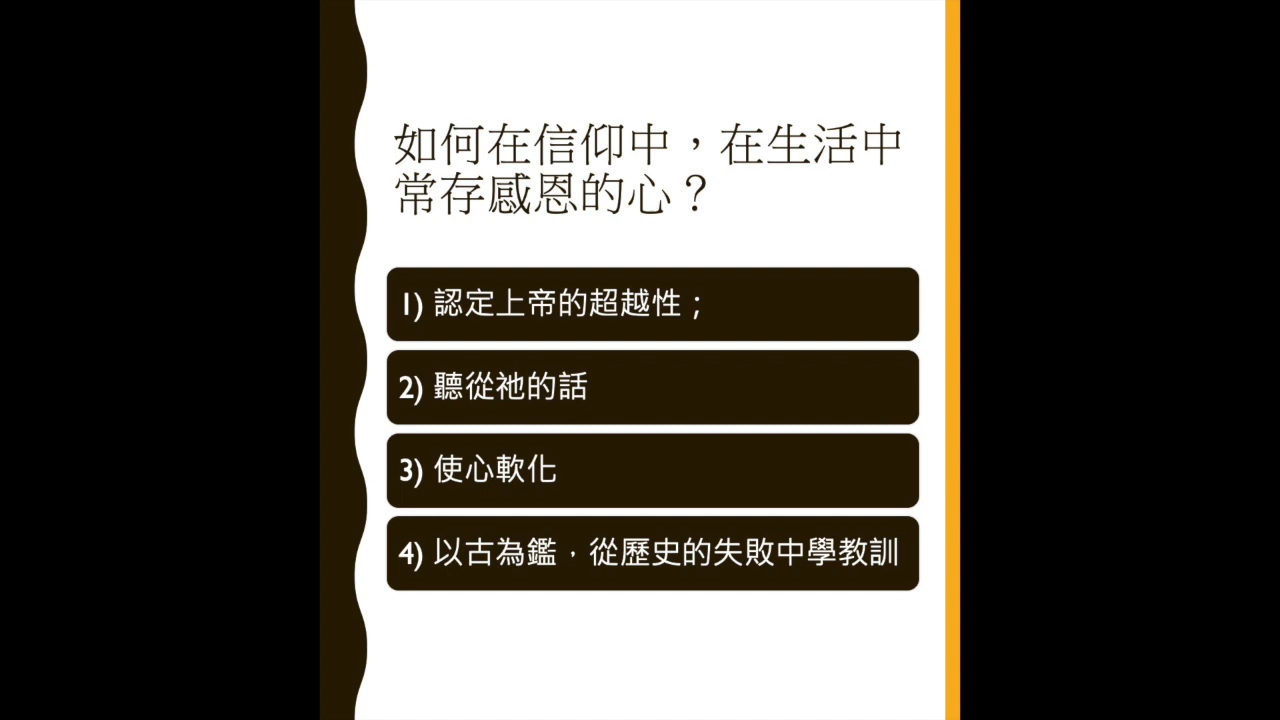 如何在信仰中，在生活中
常存感恩的心？
1) 認定上帝的超越性；
2) 聽從祂的話
3) 使心軟化
4) 以古為鑑，從歷史的失敗中學教訓